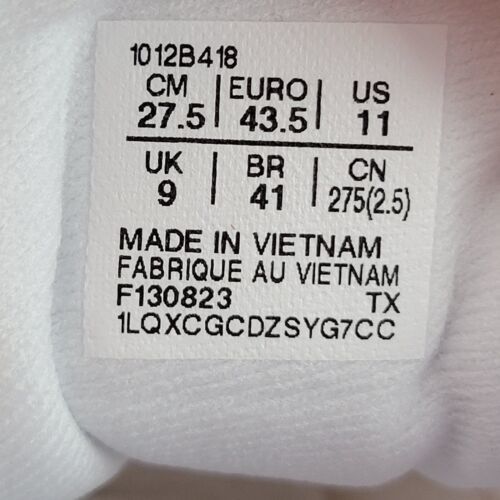 1012B418
CM | EURO | US
27.5 | 43.5 | 11
UK | BR | CN
9 | 41 | 275(2.5)
MADE IN VIETNAM
FABRIQUE AU VIETNAM
F130823 TX
1LQXCGCDZSYG7CC